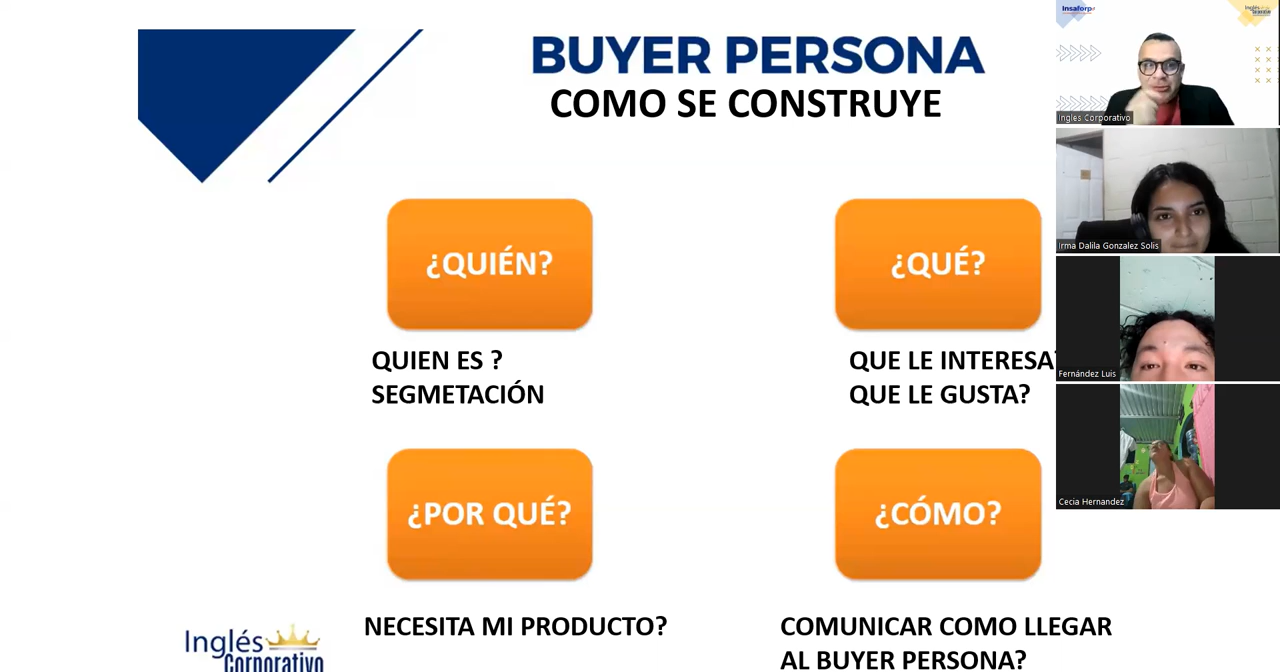 BUYER PERSONA
COMO SE CONSTRUYE
¿QUIÉN?
QUIEN ES ?
SEGMETACIÓN
¿QUÉ?
QUE LE INTERESA?
QUE LE GUSTA?
¿POR QUÉ?
NECESITA MI PRODUCTO?
¿CÓMO?
COMUNICAR COMO LLEGAR
AL BUYER PERSONA?
Inglés
Corporativo
Insaforp
Ingles Corporativo
Irma Dalila Gonzalez Solis
Fernández Luis
Cecia Hernandez